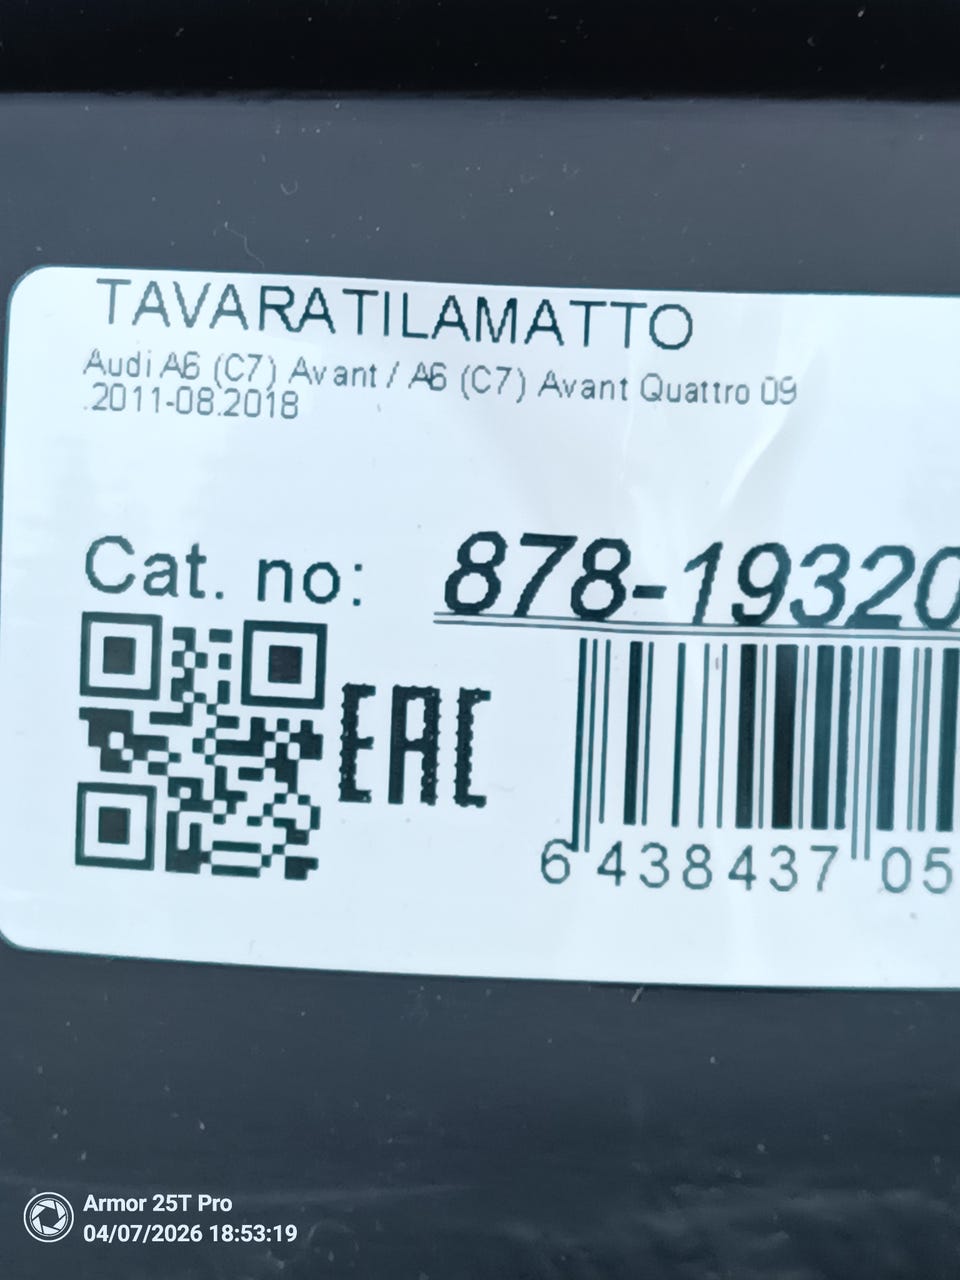 TAVARATILAMATTO
Audi A6 (C7) Avant / A6 (C7) Avant Quattro 09
.2011-08.2018
Cat. no: 878-19320
EAC
6 438437 05
Armor 25T Pro
04/07/2026 18:53:19